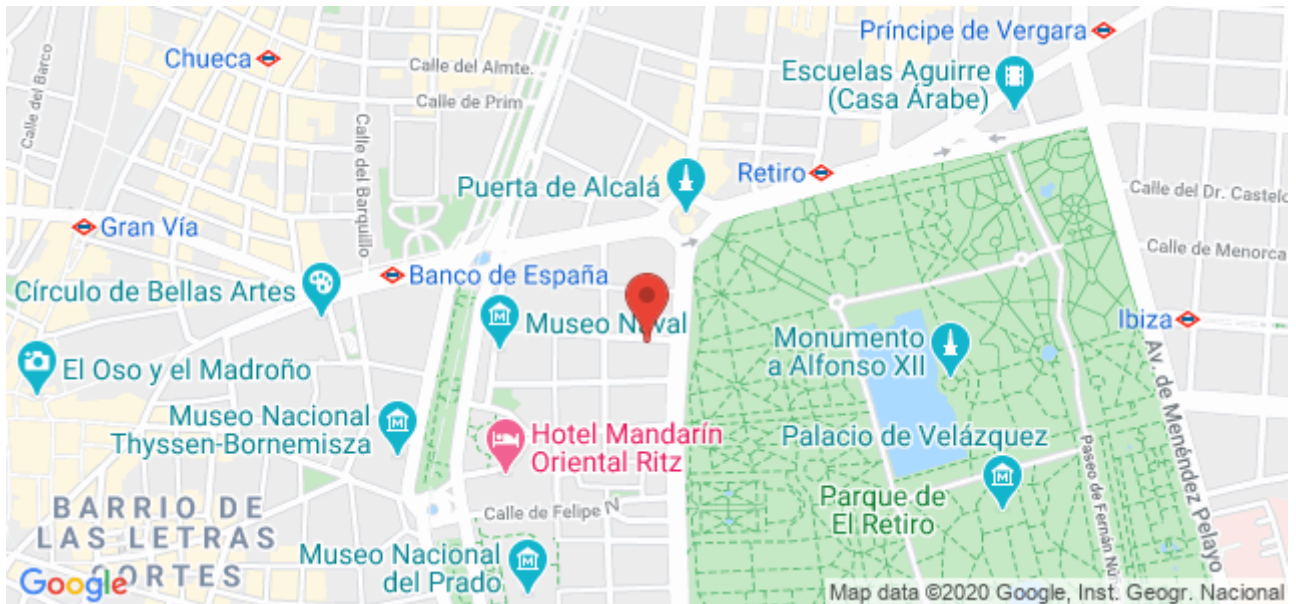 Príncipe de Vergara
Chueca
Calle del Almte.
Escuelas Aguirre
(Casa Árabe)
Calle del Barco
Calle de Prim
Calle del Barquillo
Puerta de Alcalá
Retiro
Calle del Dr. Castelo
Gran Vía
Calle de Menorca
Banco de España
Círculo de Bellas Artes
Museo Naval
Ibiza
Monumento
a Alfonso XII
El Oso y el Madroño
Av. de Menéndez Pelayo
Museo Nacional
Thyssen-Bornemisza
Hotel Mandarín
Oriental Ritz
Palacio de Velázquez
Paseo de Fernán Núñ
Parque de
El Retiro
BARRIO DE
LAS LETRAS
CORTES
Calle de Felipe N
Museo Nacional
del Prado
Google
Map data ©2020 Google, Inst. Geogr. Nacional